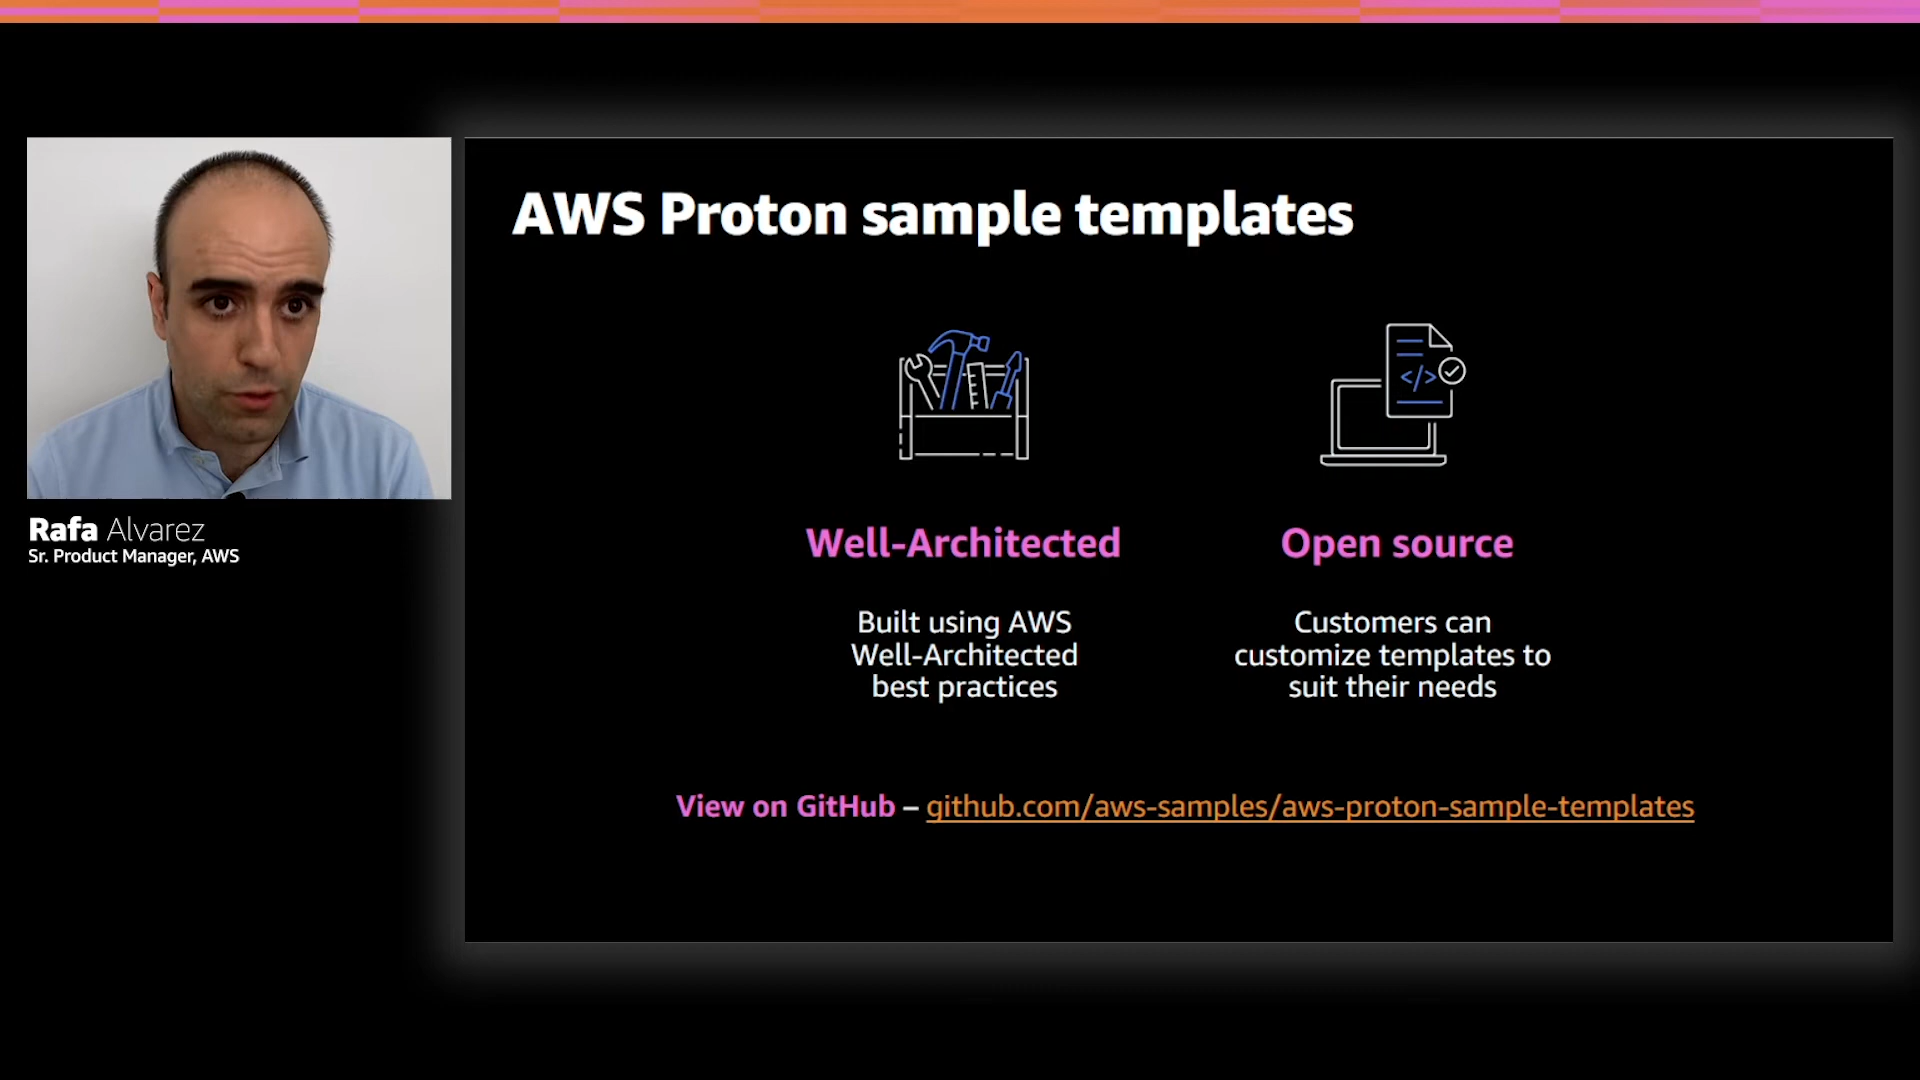 AWS Proton sample templates
</>
Well-Architected
Open source
Built using AWS
Well-Architected
best practices
Customers can
customize templates to
suit their needs
View on GitHub – github.com/aws-samples/aws-proton-sample-templates
Rafa Alvarez
Sr. Product Manager, AWS